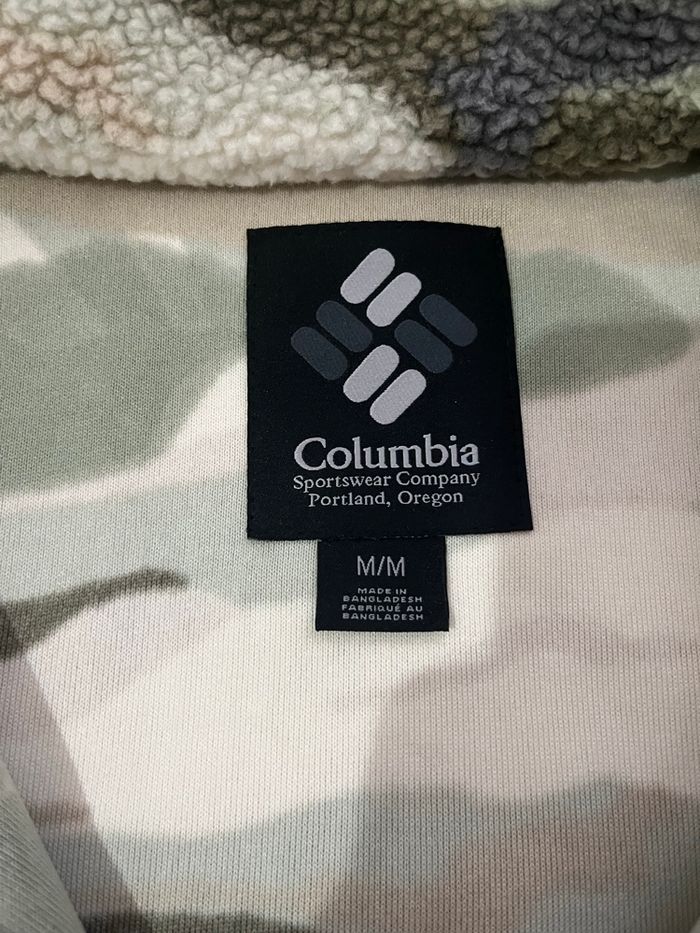 Columbia
Sportswear Company
Portland, Oregon
M/M
MADE IN
BANGLADESH
FABRIQUÉ AU
BANGLADESH